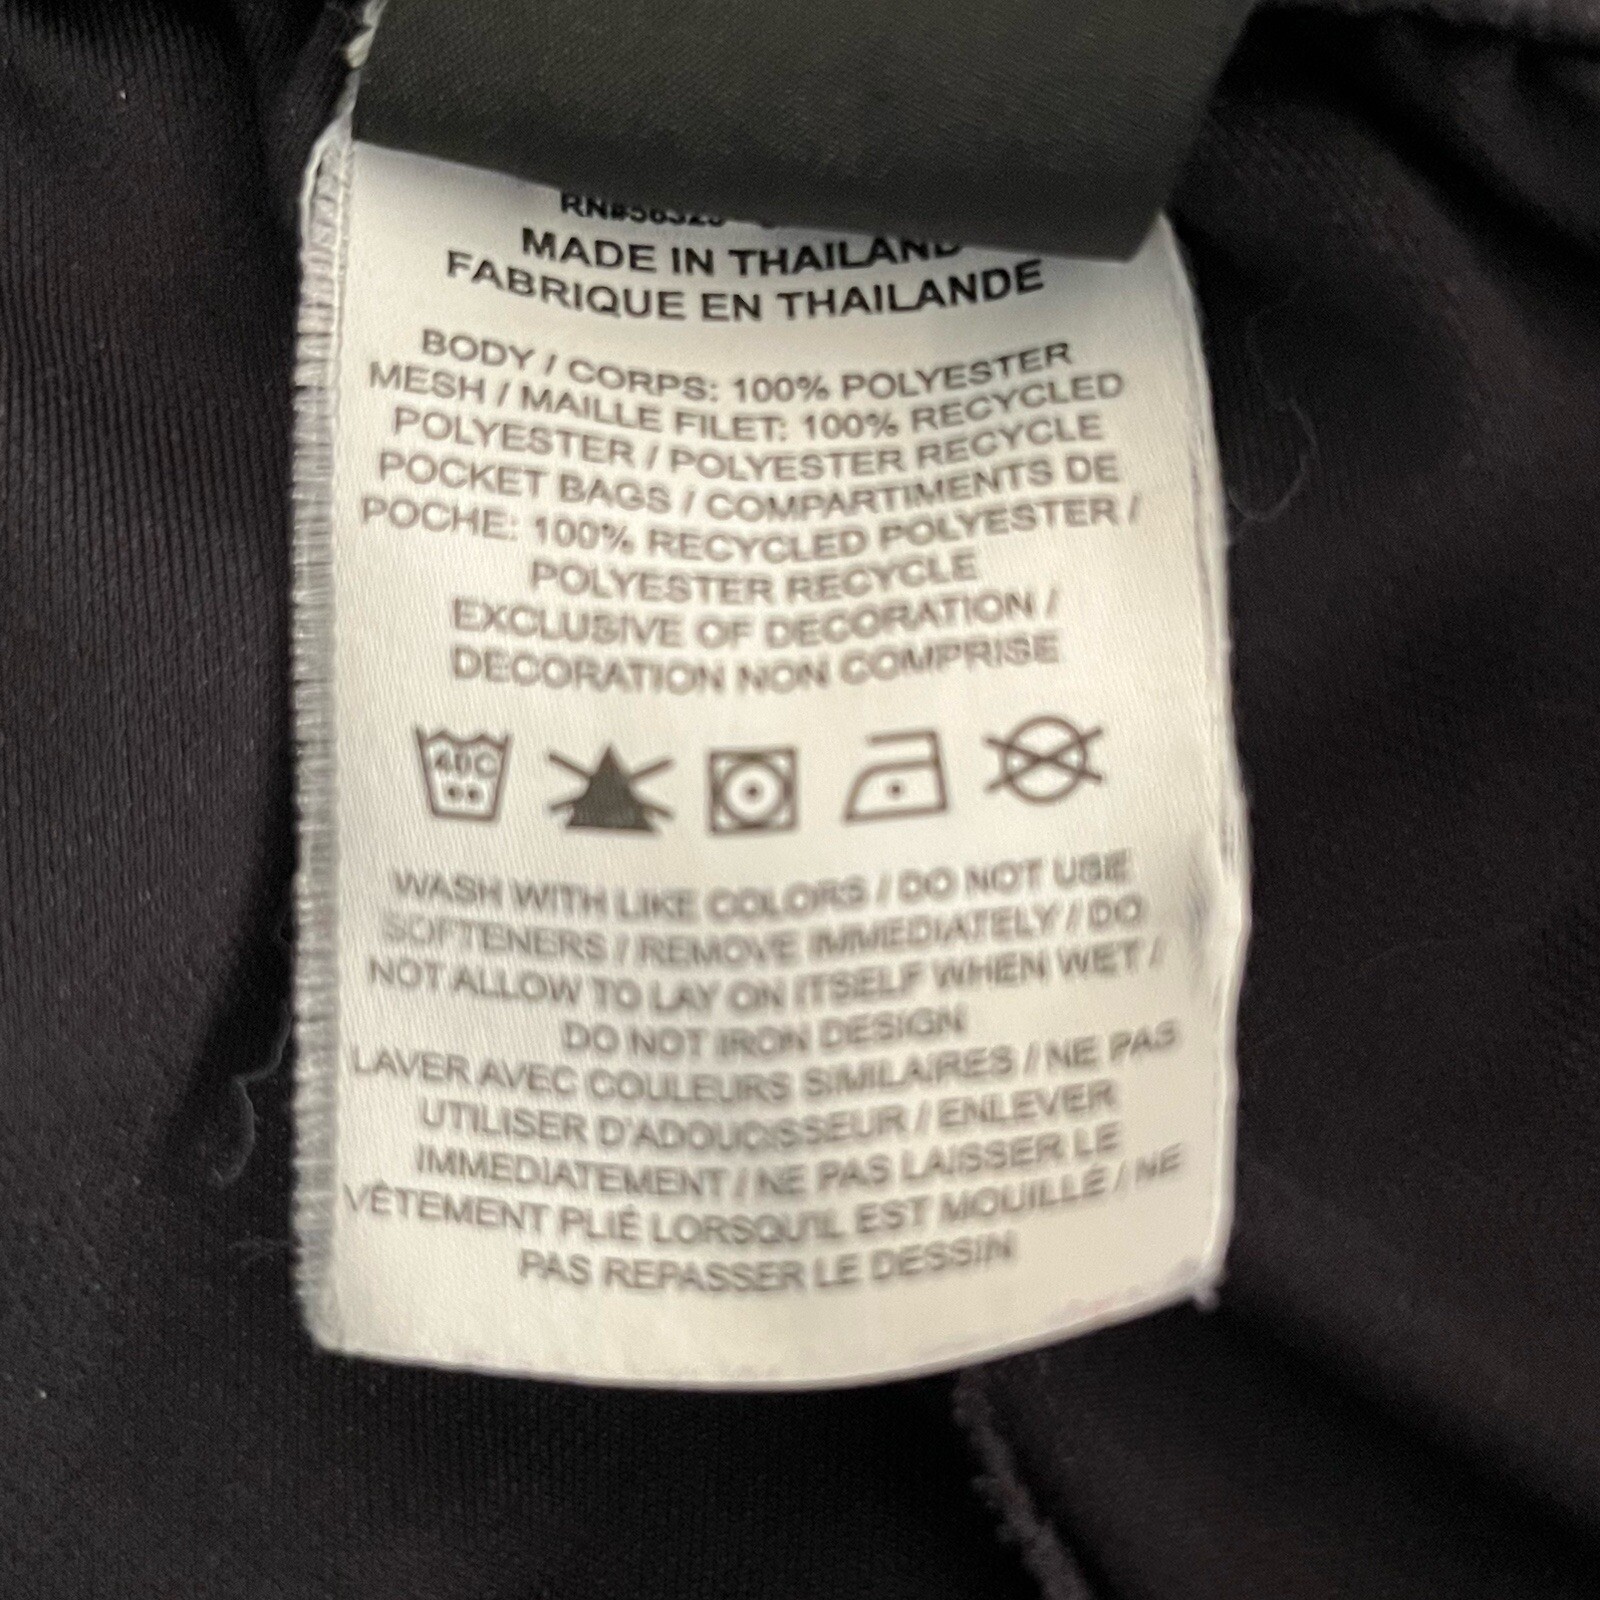 MADE IN THAILAND
FABRIQUE EN THAILANDE
BODY / CORPS: 100% POLYESTER
MESH / MAILLE FILET: 100% RECYCLED
POLYESTER / POLYESTER RECYCLE
POCKET BAGS / COMPARTIMENTS DE
POCHE: 100% RECYCLED POLYESTER /
POLYESTER RECYCLE
EXCLUSIVE OF DECORATION /
DECORATION NON COMPRISE
40C
WASH WITH LIKE COLORS / DO NOT USE
SOFTENERS / REMOVE IMMEDIATELY / DO
NOT ALLOW TO LAY ON ITSELF WHEN WET /
DO NOT IRON DESIGN
LAVER AVEC COULEURS SIMILAIRES / NE PAS
UTILISER D'ADOUCISSEUR / ENLEVER
IMMEDIATEMENT / NE PAS LAISSER LE
VÊTEMENT PLIÉ LORSQU'IL EST MOUILLÉ / NE
PAS REPASSER LE DESSIN